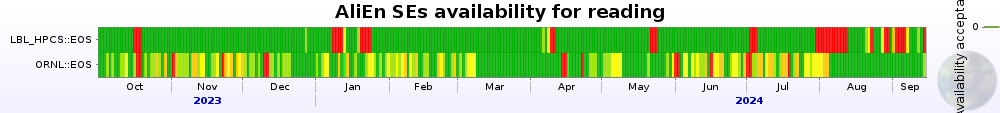 AliEn SEs availability for reading
LBL_HPCS::EOS
ORNL::EOS
Oct Nov Dec Jan Feb Mar Apr May Jun Jul Aug Sep
2023 2024
Availability accepta
0